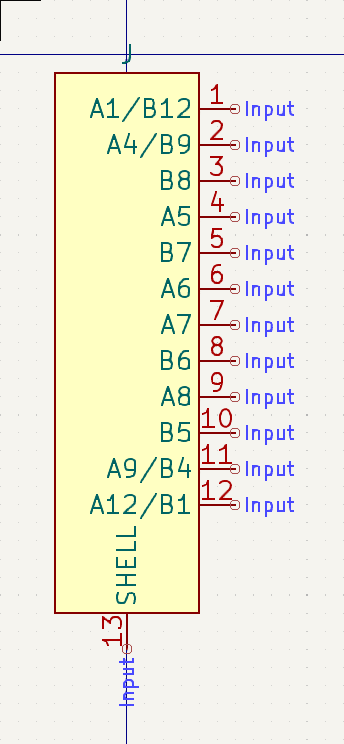 J
A1/B12 1 Input
A4/B9 2 Input
B8 3 Input
A5 4 Input
B7 5 Input
A6 6 Input
A7 7 Input
B6 8 Input
A8 9 Input
B5 10 Input
A9/B4 11 Input
A12/B1 12 Input
SHELL
13
Input